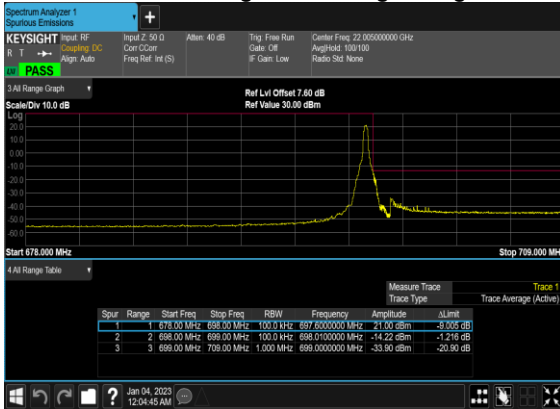 Spectrum Analyzer 1
Spurious Emissions
+
KEYSIGHT Input: RF Input Z: 50 Ω Atten: 40 dB Trig: Free Run Center Freq: 22.005000000 GHz
R T Coupling: DC Corr CCorr Gate: Off Avg|Hold: 100/100
Align: Auto Freq Ref: Int (S) IF Gain: Low Radio Std: None
PASS
3 All Range Graph Ref Lvl Offset 7.60 dB
Scale/Div 10.0 dB Ref Value 30.00 dBm
Log
20.0
10.0
0.00
-10.0
-20.0
-30.0
-40.0
-50.0
-60.0
Start 678.000 MHz Stop 709.000 MH
4 All Range Table
Measure Trace Trace 1
Trace Type Trace Average (Active)
Spur Range Start Freq Stop Freq RBW Frequency Amplitude ΔLimit
1 1 678.00 MHz 698.00 MHz 100.0 kHz 697.6000000 MHz 21.00 dBm -9.005 dB
2 2 698.00 MHz 699.00 MHz 100.0 kHz 698.0100000 MHz -14.22 dBm -1.216 dB
3 3 699.00 MHz 709.00 MHz 1.000 MHz 699.0000000 MHz -33.90 dBm -20.90 dB
? Jan 04, 2023
12:04:45 AM